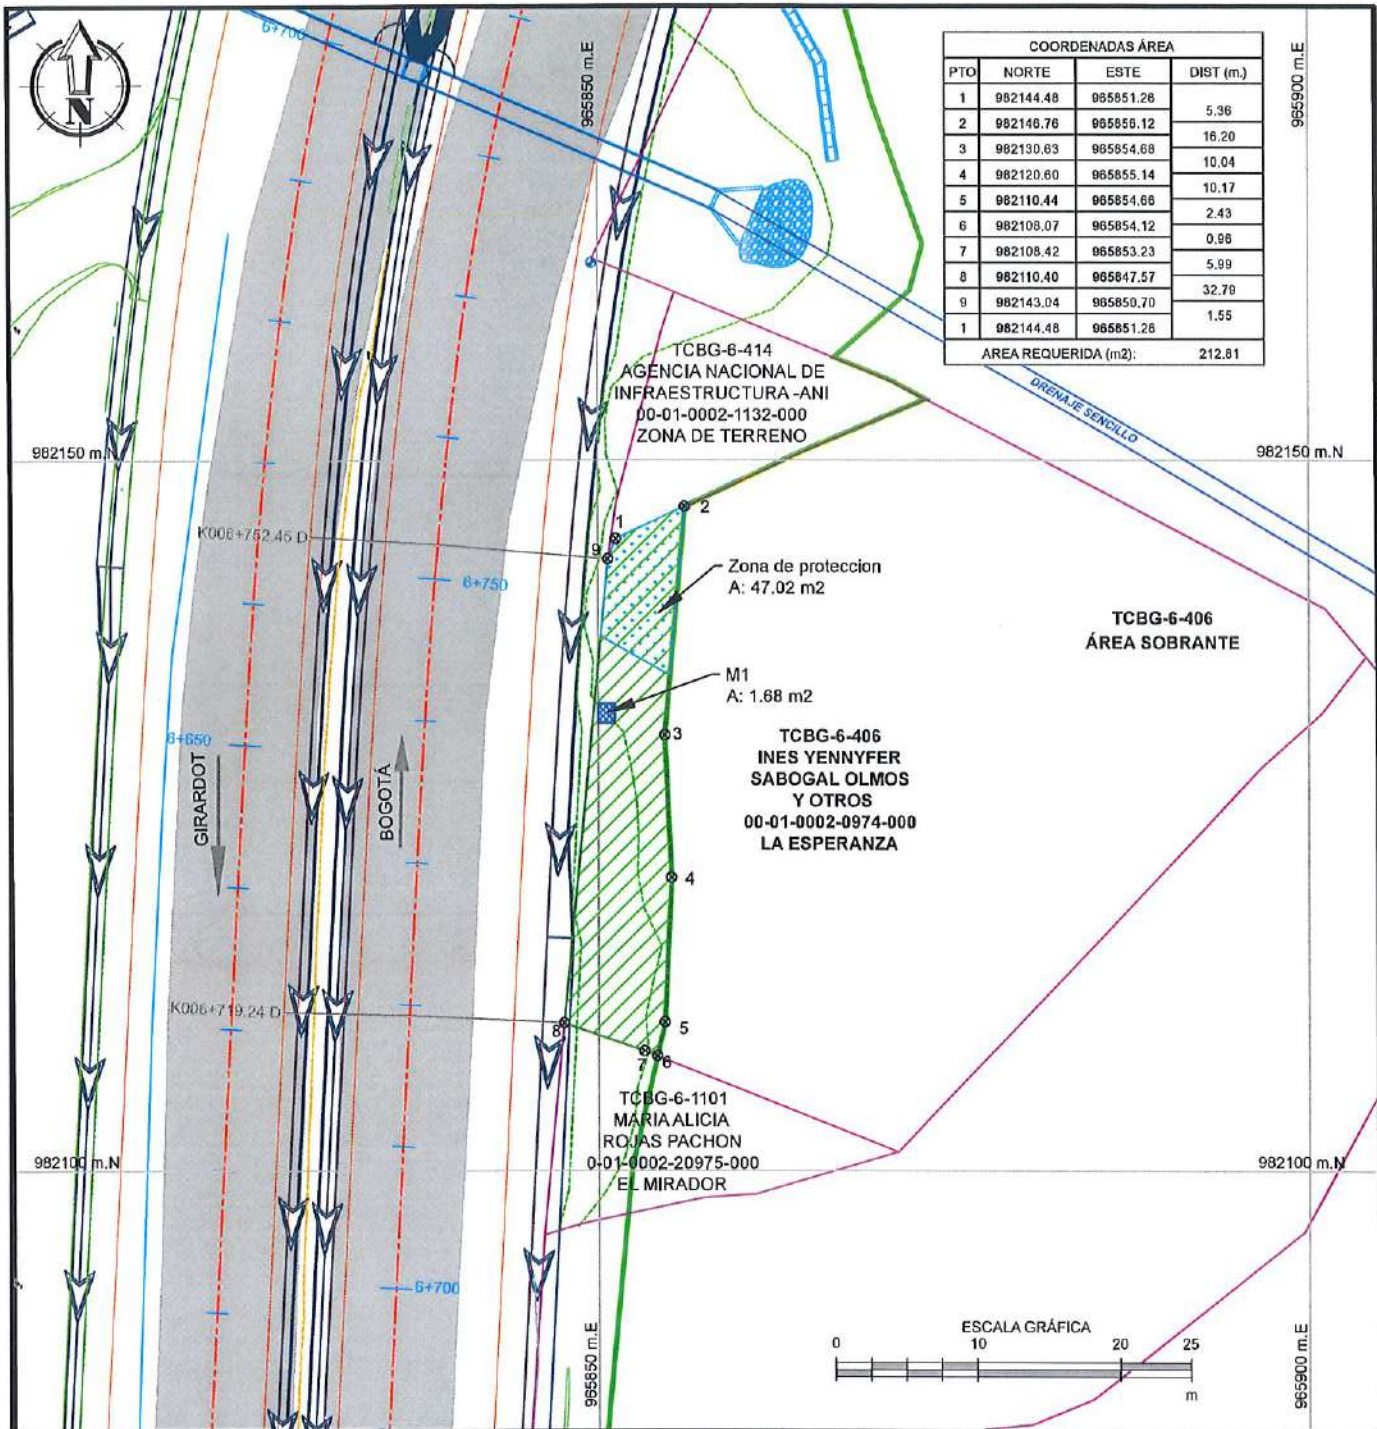 6+700
965850 m.E
965900 m.E
N
COORDENADAS ÁREA
PTO NORTE ESTE DIST (m.)
1 982144.48 965851.26
5.36
2 982146.76 965856.12
16.20
3 982130.63 965854.68
10.04
4 982120.60 965855.14
10.17
5 982110.44 965854.66
2.43
6 982108.07 965854.12
0.96
7 982108.42 965853.23
5.99
8 982110.40 965847.57
32.79
9 982143.04 965850.70
1.55
1 982144.48 965851.26
AREA REQUERIDA (m2): 212.81
TCBG-6-414
AGENCIA NACIONAL DE
INFRAESTRUCTURA -ANI
00-01-0002-1132-000
ZONA DE TERRENO
DRENAJE SENCILLO
982150 m.N
982150 m.N
2
1
9
K006+752.45 D
6+750
Zona de proteccion
A: 47.02 m2
TCBG-6-406
ÁREA SOBRANTE
M1
A: 1.68 m2
3
6+650
GIRARDOT
BOGOTÁ
TCBG-6-406
INES YENNYFER
SABOGAL OLMOS
Y OTROS
00-01-0002-0974-000
LA ESPERANZA
4
K006+719.24 D
8
5
7
6
TCBG-6-1101
MARIA ALICIA
ROJAS PACHON
0-01-0002-20975-000
EL MIRADOR
982100 m.N
982100 m.N
6+700
965850 m.E
965900 m.E
ESCALA GRÁFICA
0 10 20 25
m